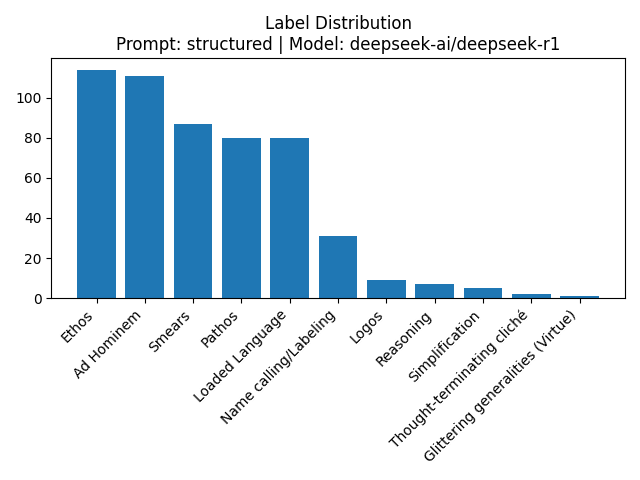 Label Distribution
Prompt: structured | Model: deepseek-ai/deepseek-r1
100
80
60
40
20
0
Ethos
Ad Hominem
Smears
Pathos
Loaded Language
Name calling/Labeling
Logos
Reasoning
Simplification
Thought-terminating cliché
Glittering generalities (Virtue)